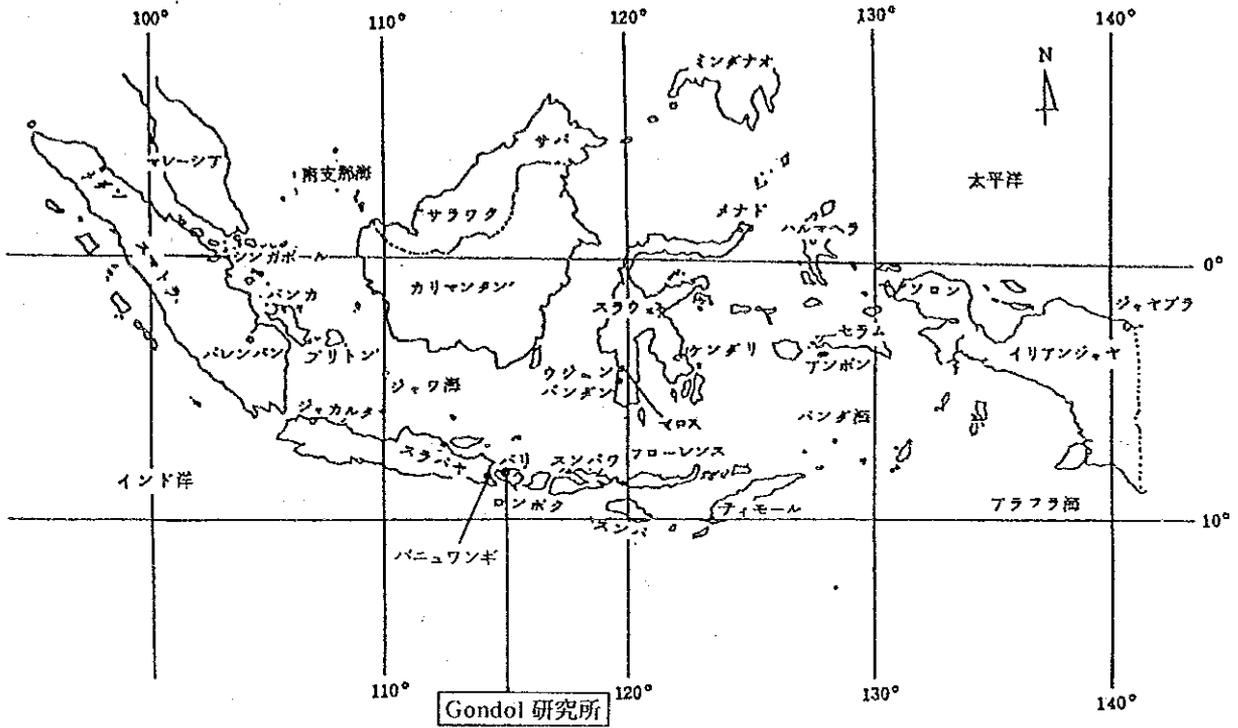 100°
110°
120°
130°
140°
N
ミンダナオ
サバ
マレーシア
南支那海
太平洋
メダン
サラワク
メナド
ハルマヘラ
シンガポール
0°
スマトラ
バンカ
カリマンタン
スラウェシ
ソロン
ジャヤプラ
パレンバン
ブリトン
セラム
ケンダリ
アンボン
イリアンジャヤ
ジャワ海
ウジュン
パンダン
ジャカルタ
マロス
バンダ海
スラバヤ
バリ
スンバワ
フローレンス
インド洋
ロンボク
ティモール
アラフラ海
スンバ
10°
バニュワンギ
110°
120°
130°
140°
Gondol 研究所